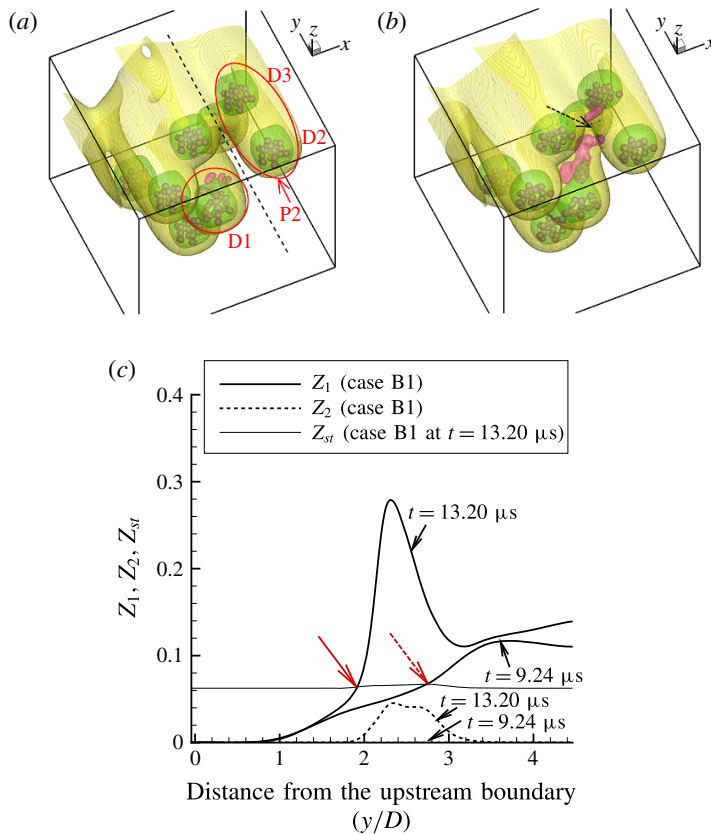 (a)
y z x
D3
D2
P2
D1
(b)
y z x
(c)
Z1 (case B1)
Z2 (case B1)
Zst (case B1 at t = 13.20 μs)
0.4
0.3
0.2
0.1
0
Z1, Z2, Zst
t = 13.20 μs
t = 9.24 μs
t = 13.20 μs
t = 9.24 μs
0 1 2 3 4
Distance from the upstream boundary
(y/D)